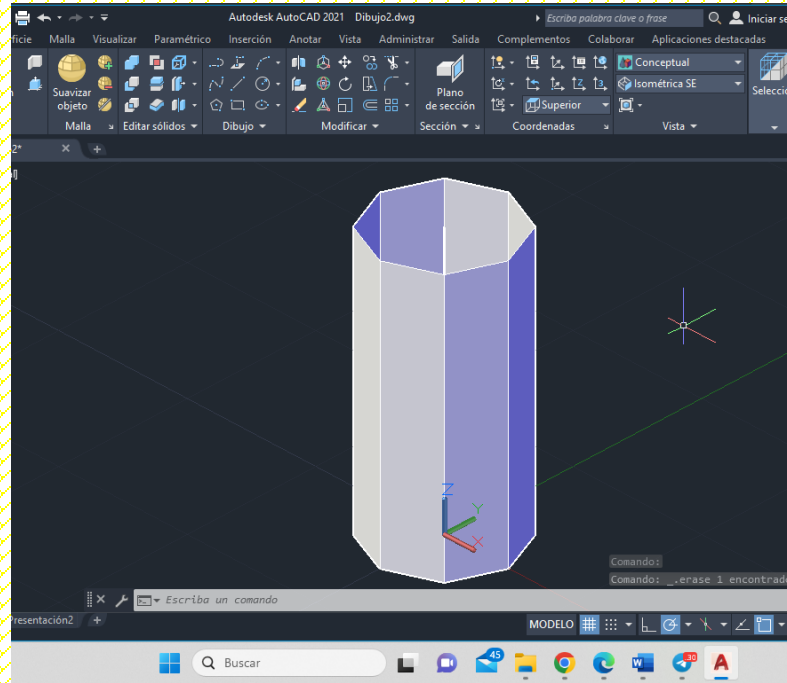 Autodesk AutoCAD 2021 Dibujo2.dwg
Escriba palabra clave o frase
Iniciar se
ficie Malla Visualizar Paramétrico Inserción Anotar Vista Administrar Salida Complementos Colaborar Aplicaciones destacadas
Suavizar objeto
Plano de sección
Conceptual
Isométrica SE
Superior
Selecció
Malla Editar sólidos Dibujo Modificar Sección Coordenadas Vista
2*
Z
Y
X
Comando:
Comando: _.erase 1 encontrado
Escriba un comando
Presentación2
MODELO
Buscar
45
30